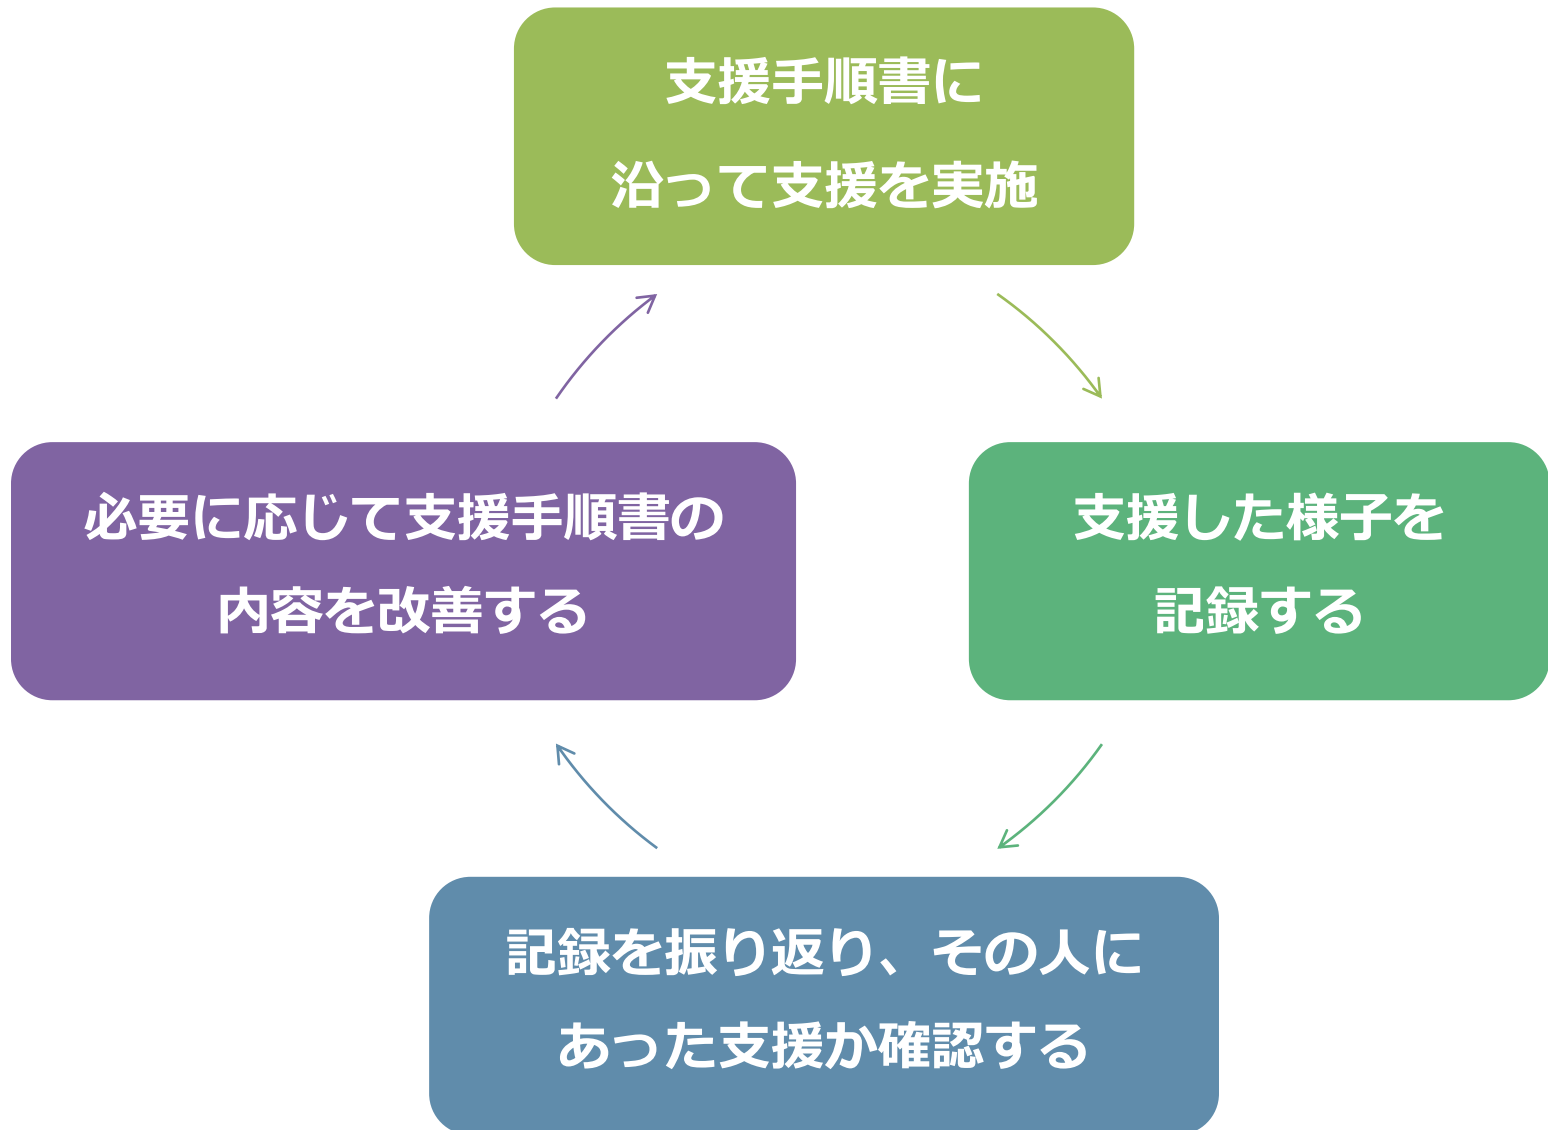 支援手順書に
沿って支援を実施
支援した様子を
記録する
記録を振り返り、その人に
あった支援か確認する
必要に応じて支援手順書の
内容を改善する